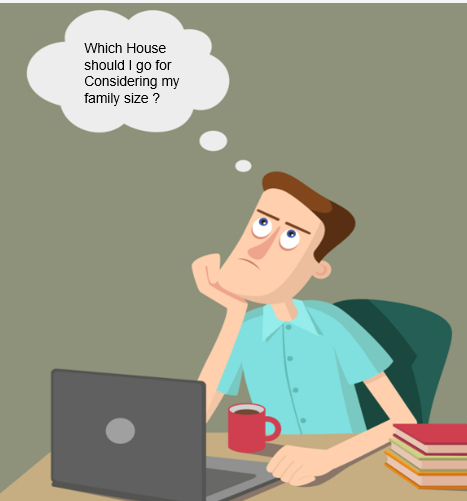 Which House
should I go for
Considering my
family size ?